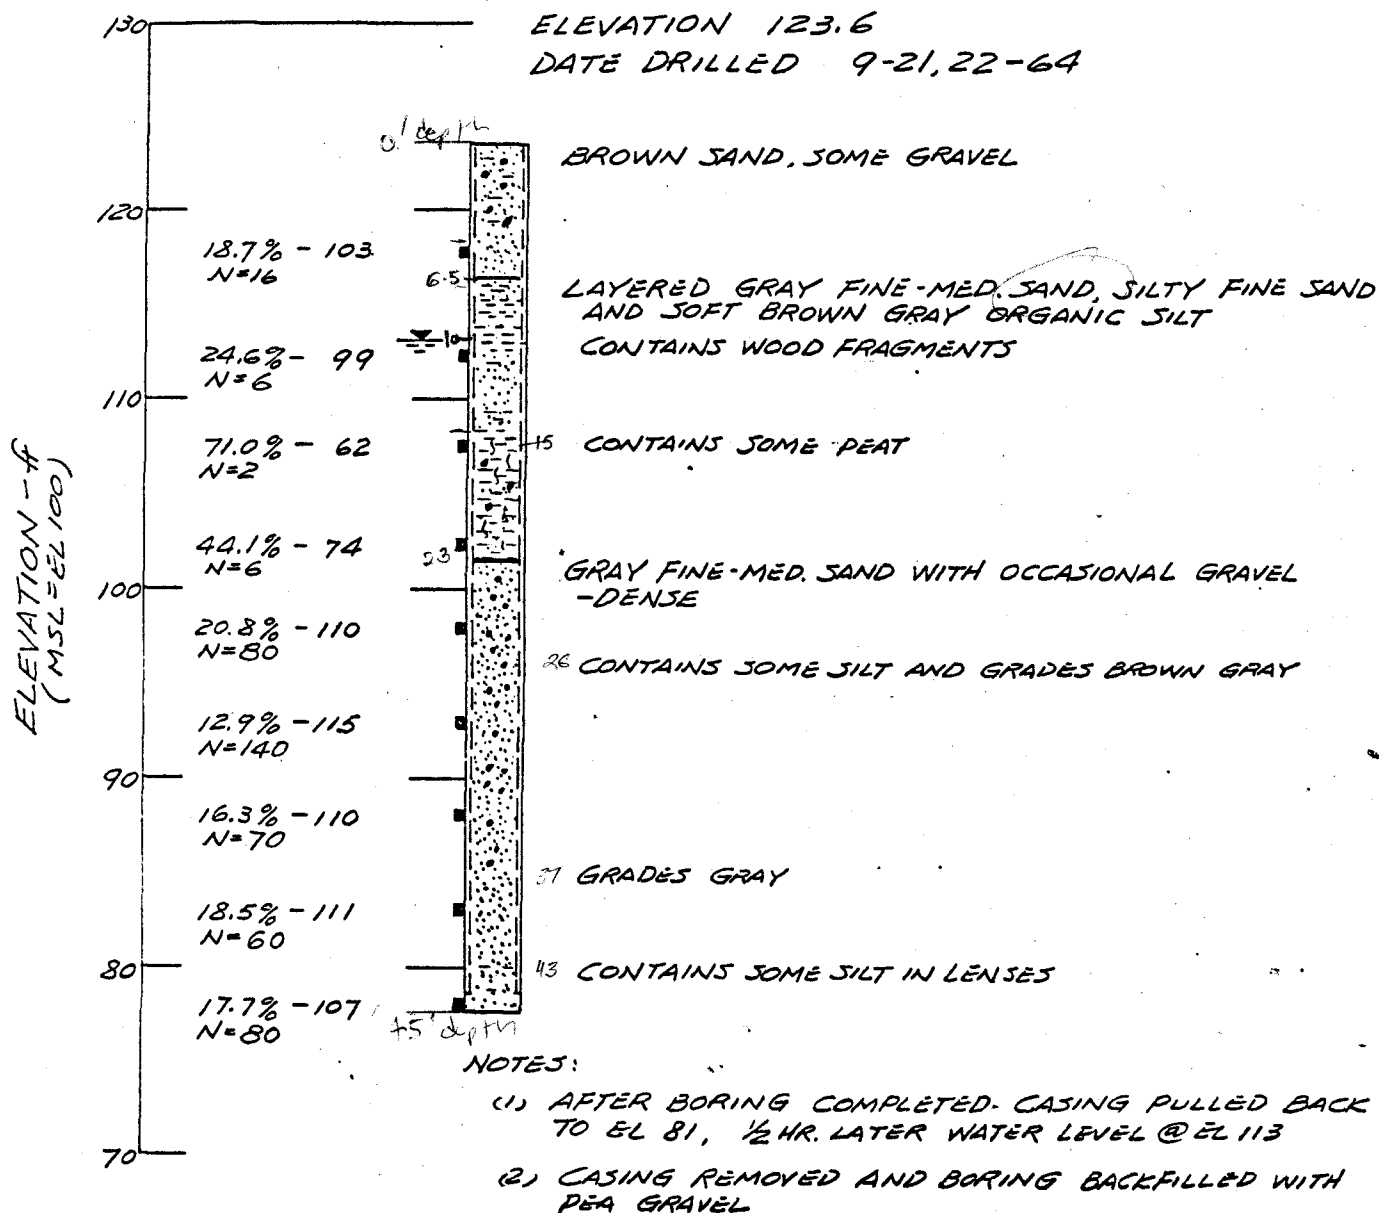 130
ELEVATION 123.6
DATE DRILLED 9-21, 22-64
0' depth
BROWN SAND, SOME GRAVEL
120
18.7% - 103
N=16
6.5
LAYERED GRAY FINE-MED. SAND, SILTY FINE SAND
AND SOFT BROWN GRAY ORGANIC SILT
CONTAINS WOOD FRAGMENTS
10
24.6% - 99
N=6
110
71.0% - 62
N=2
15 CONTAINS SOME PEAT
ELEVATION - ft
(MSL = EL 100)
44.1% - 74
N=6
23
GRAY FINE-MED. SAND WITH OCCASIONAL GRAVEL
-DENSE
100
20.8% - 110
N=80
26 CONTAINS SOME SILT AND GRADES BROWN GRAY
12.9% - 115
N=140
90
16.3% - 110
N=70
37 GRADES GRAY
18.5% - 111
N=60
80
43 CONTAINS SOME SILT IN LENSES
17.7% - 107
N=80
45' depth
NOTES:
(1) AFTER BORING COMPLETED. CASING PULLED BACK
TO EL 81, 1/2 HR. LATER WATER LEVEL @ EL 113
70
(2) CASING REMOVED AND BORING BACKFILLED WITH
PEA GRAVEL